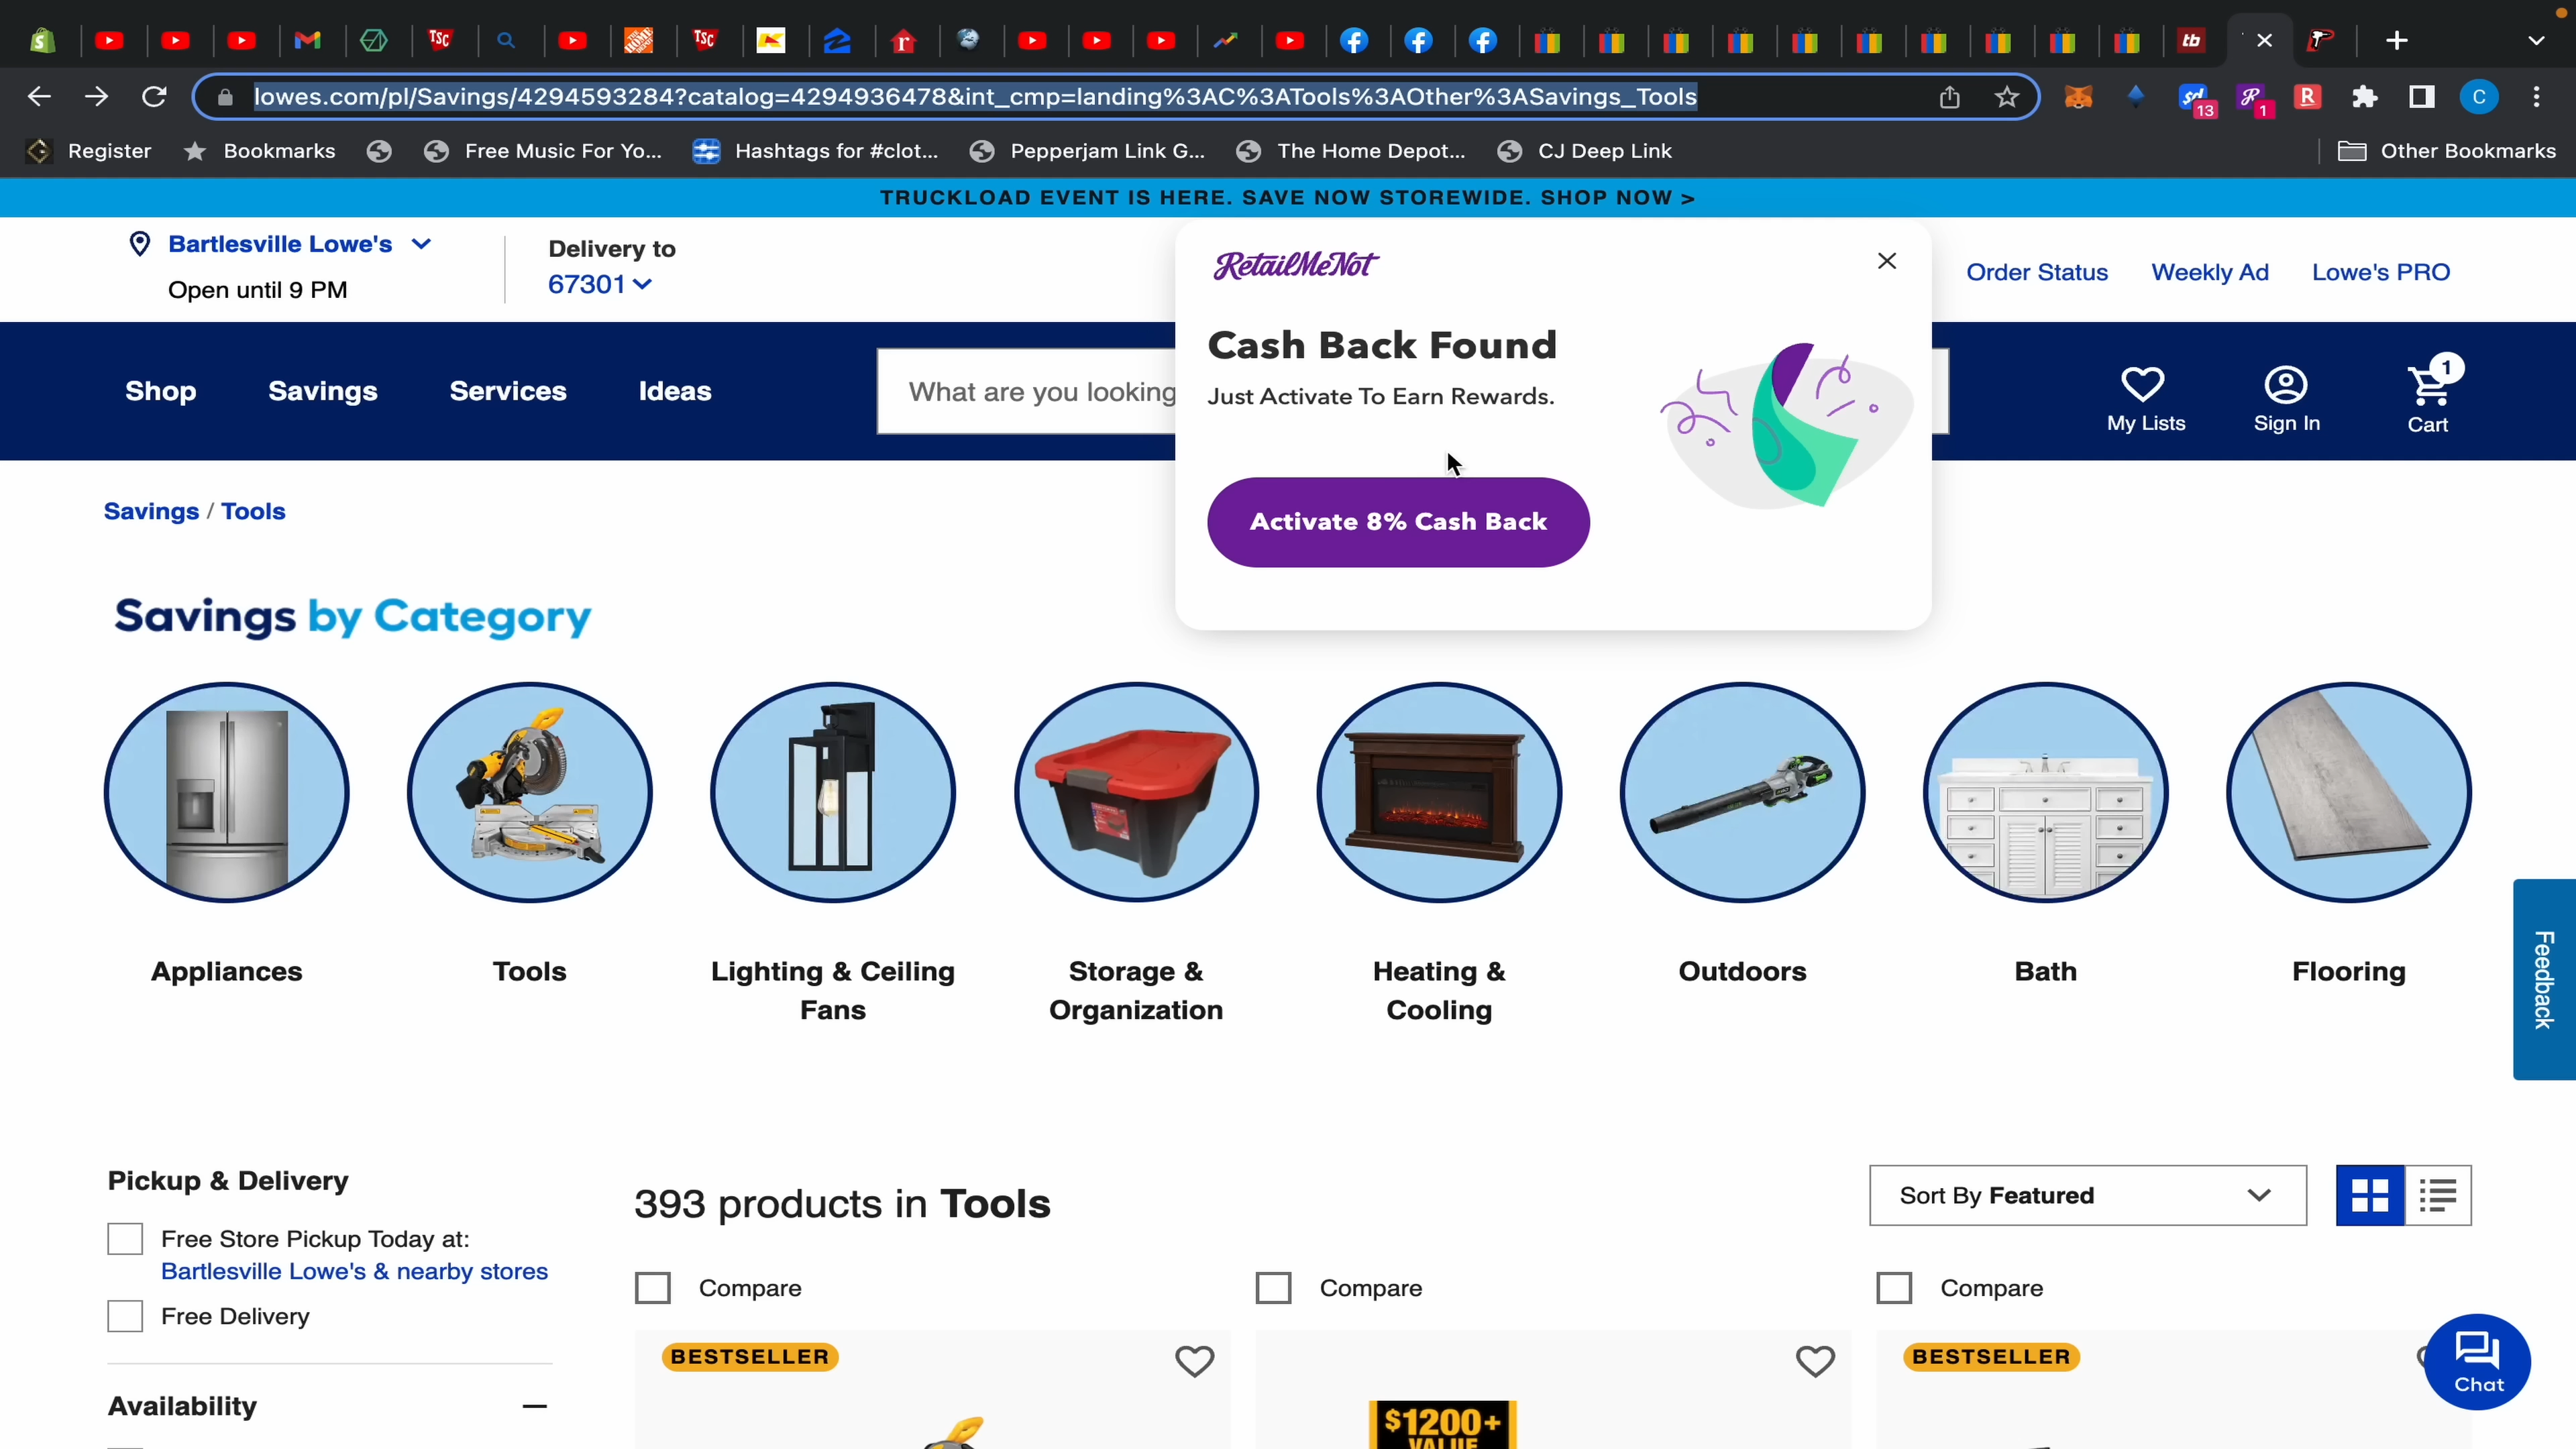 lowes.com/pl/Savings/4294593284?catalog=4294936478&int_cmp=landing%3AC%3ATools%3AOther%3ASavings_Tools
13
1
C
Register
Bookmarks
Free Music For Yo...
Hashtags for #clot...
Pepperjam Link G...
The Home Depot...
CJ Deep Link
Other Bookmarks
TRUCKLOAD EVENT IS HERE. SAVE NOW STOREWIDE. SHOP NOW >
Bartlesville Lowe's
Open until 9 PM
Delivery to
67301
RetailMeNot
Cash Back Found
Just Activate To Earn Rewards.
Activate 8% Cash Back
Order Status
Weekly Ad
Lowe's PRO
Shop
Savings
Services
Ideas
What are you looking
My Lists
Sign In
1
Cart
Savings / Tools
Savings by Category
Appliances
Tools
Lighting & Ceiling
Fans
Storage &
Organization
Heating &
Cooling
Outdoors
Bath
Flooring
Feedback
Pickup & Delivery
Free Store Pickup Today at:
Bartlesville Lowe's & nearby stores
Free Delivery
Availability
393 products in Tools
Sort By Featured
Compare
Compare
Compare
BESTSELLER
BESTSELLER
$1200+
VALUE
Chat